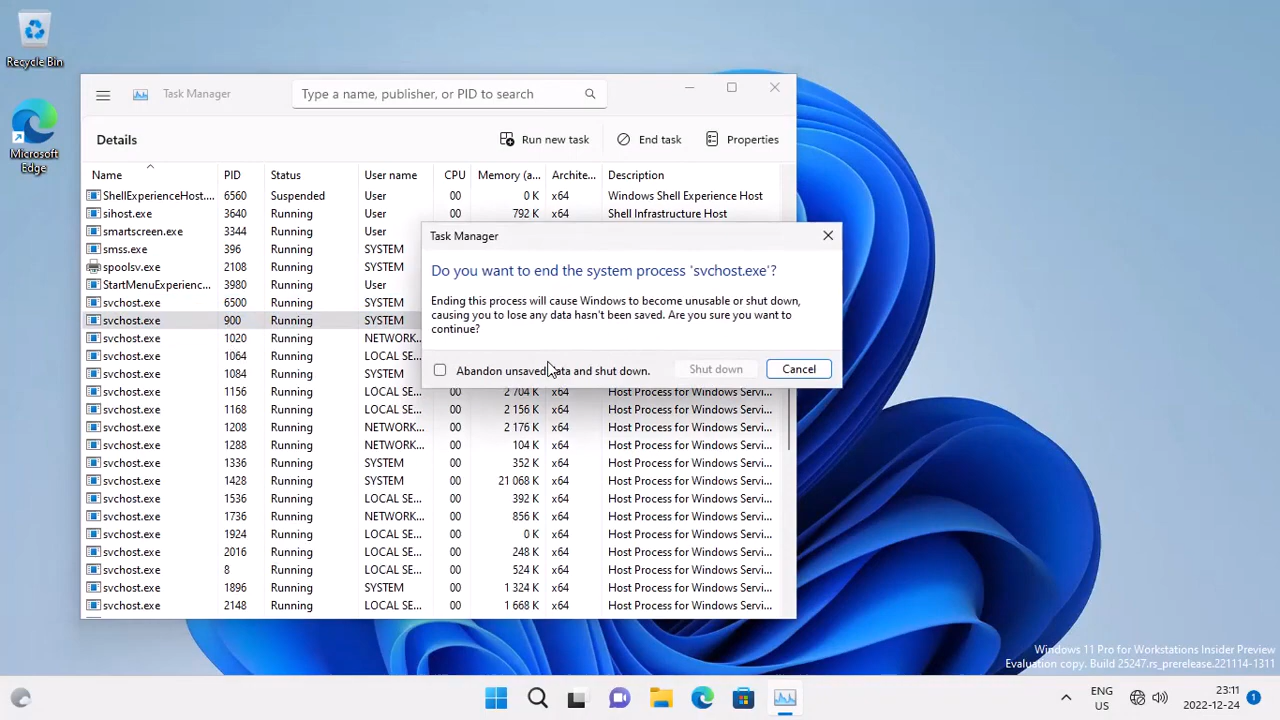 Recycle Bin
Microsoft
Edge
Task Manager
Type a name, publisher, or PID to search
Details
Run new task
End task
Properties
Name PID Status User name CPU Memory (a... Archite... Description
ShellExperienceHost.... 6560 Suspended User 00 0 K x64 Windows Shell Experience Host
sihost.exe 3640 Running User 00 792 K x64 Shell Infrastructure Host
smartscreen.exe 3344 Running User
smss.exe 396 Running SYSTEM
spoolsv.exe 2108 Running SYSTEM
StartMenuExperienc... 3980 Running User
svchost.exe 6500 Running SYSTEM
svchost.exe 900 Running SYSTEM
svchost.exe 1020 Running NETWORK...
svchost.exe 1064 Running LOCAL SE...
svchost.exe 1084 Running LOCAL SE...
svchost.exe 1156 Running LOCAL SE... 00 2 704 K x64 Host Process for Windows Servi...
svchost.exe 1168 Running LOCAL SE... 00 2 156 K x64 Host Process for Windows Servi...
svchost.exe 1208 Running NETWORK... 00 2 176 K x64 Host Process for Windows Servi...
svchost.exe 1288 Running NETWORK... 00 104 K x64 Host Process for Windows Servi...
svchost.exe 1336 Running SYSTEM 00 352 K x64 Host Process for Windows Servi...
svchost.exe 1428 Running SYSTEM 00 21 068 K x64 Host Process for Windows Servi...
svchost.exe 1536 Running LOCAL SE... 00 392 K x64 Host Process for Windows Servi...
svchost.exe 1736 Running NETWORK... 00 856 K x64 Host Process for Windows Servi...
svchost.exe 1924 Running LOCAL SE... 00 0 K x64 Host Process for Windows Servi...
svchost.exe 2016 Running LOCAL SE... 00 248 K x64 Host Process for Windows Servi...
svchost.exe 8 Running LOCAL SE... 00 524 K x64 Host Process for Windows Servi...
svchost.exe 1896 Running SYSTEM 00 1 324 K x64 Host Process for Windows Servi...
svchost.exe 2148 Running LOCAL SE... 00 1 668 K x64 Host Process for Windows Servi...
Task Manager
Do you want to end the system process 'svchost.exe'?
Ending this process will cause Windows to become unusable or shut down,
causing you to lose any data hasn't been saved. Are you sure you want to
continue?
Abandon unsaved data and shut down.
Shut down
Cancel
Windows 11 Pro for Workstations Insider Preview
Evaluation copy. Build 25247.rs_prerelease.221114-1311
ENG
US
23:11
2022-12-24
1